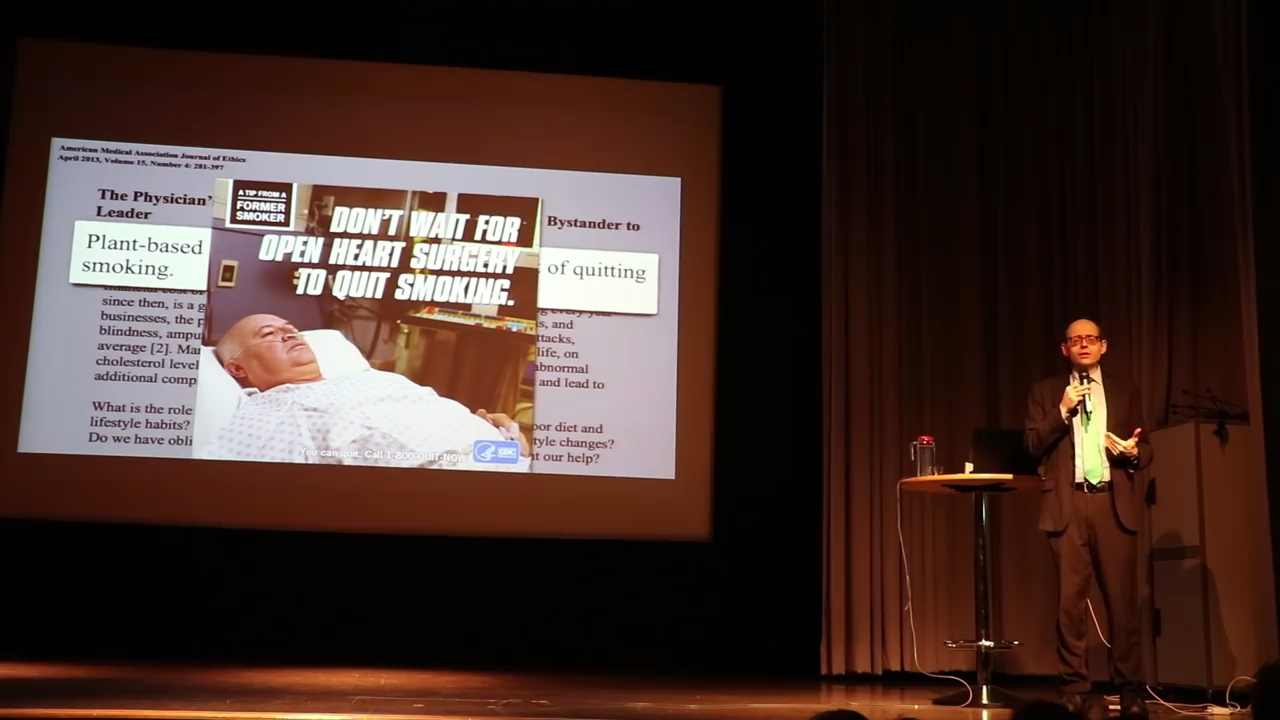 American Medical Association Journal of Ethics
April 2013, Volume 15, Number 4: 281-397
The Physician'
Leader
Bystander to
Plant-based
smoking.
of quitting
since then, is a
businesses, the
blindness, ampu
average [2]. Mar
cholesterol level
additional comp
s, and
ttacks,
life, on
abnormal
and lead to
What is the role
lifestyle habits?
Do we have obli
oor diet and
tyle changes?
t our help?
A TIP FROM A
FORMER
SMOKER
DON'T WAIT FOR
OPEN HEART SURGERY
TO QUIT SMOKING.
You can quit. Call 1-800-QUIT-NOW.
CDC